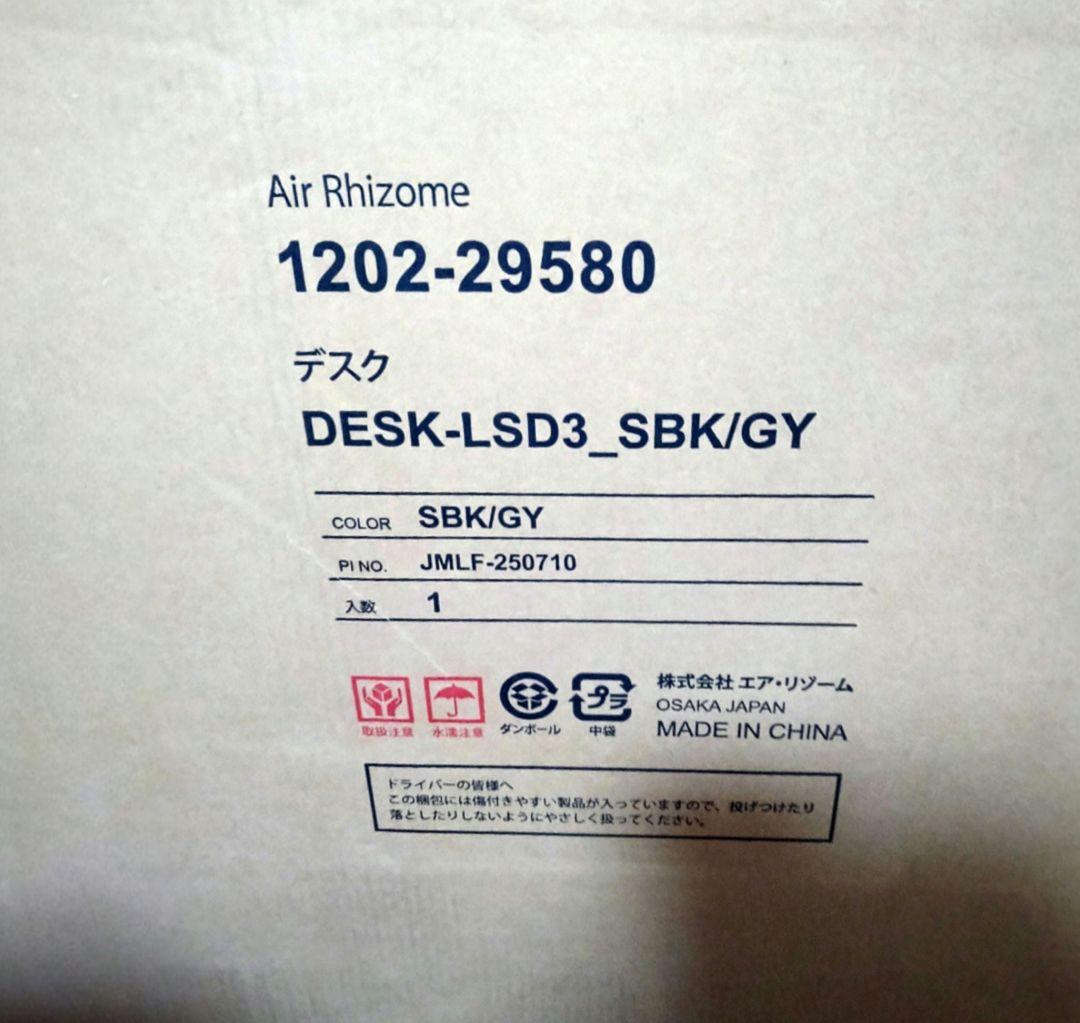 Air Rhizome
1202-29580
デスク
DESK-LSD3_SBK/GY
COLOR SBK/GY
PI NO. JMLF-250710
入数 1
取扱注意 水濡注意 ダンボール プラ 中袋
株式会社 エア・リゾーム
OSAKA JAPAN
MADE IN CHINA
ドライバーの皆様へ
この梱包には傷付きやすい製品が入っていますので、投げつけたり
落としたりしないようにやさしく扱ってください。